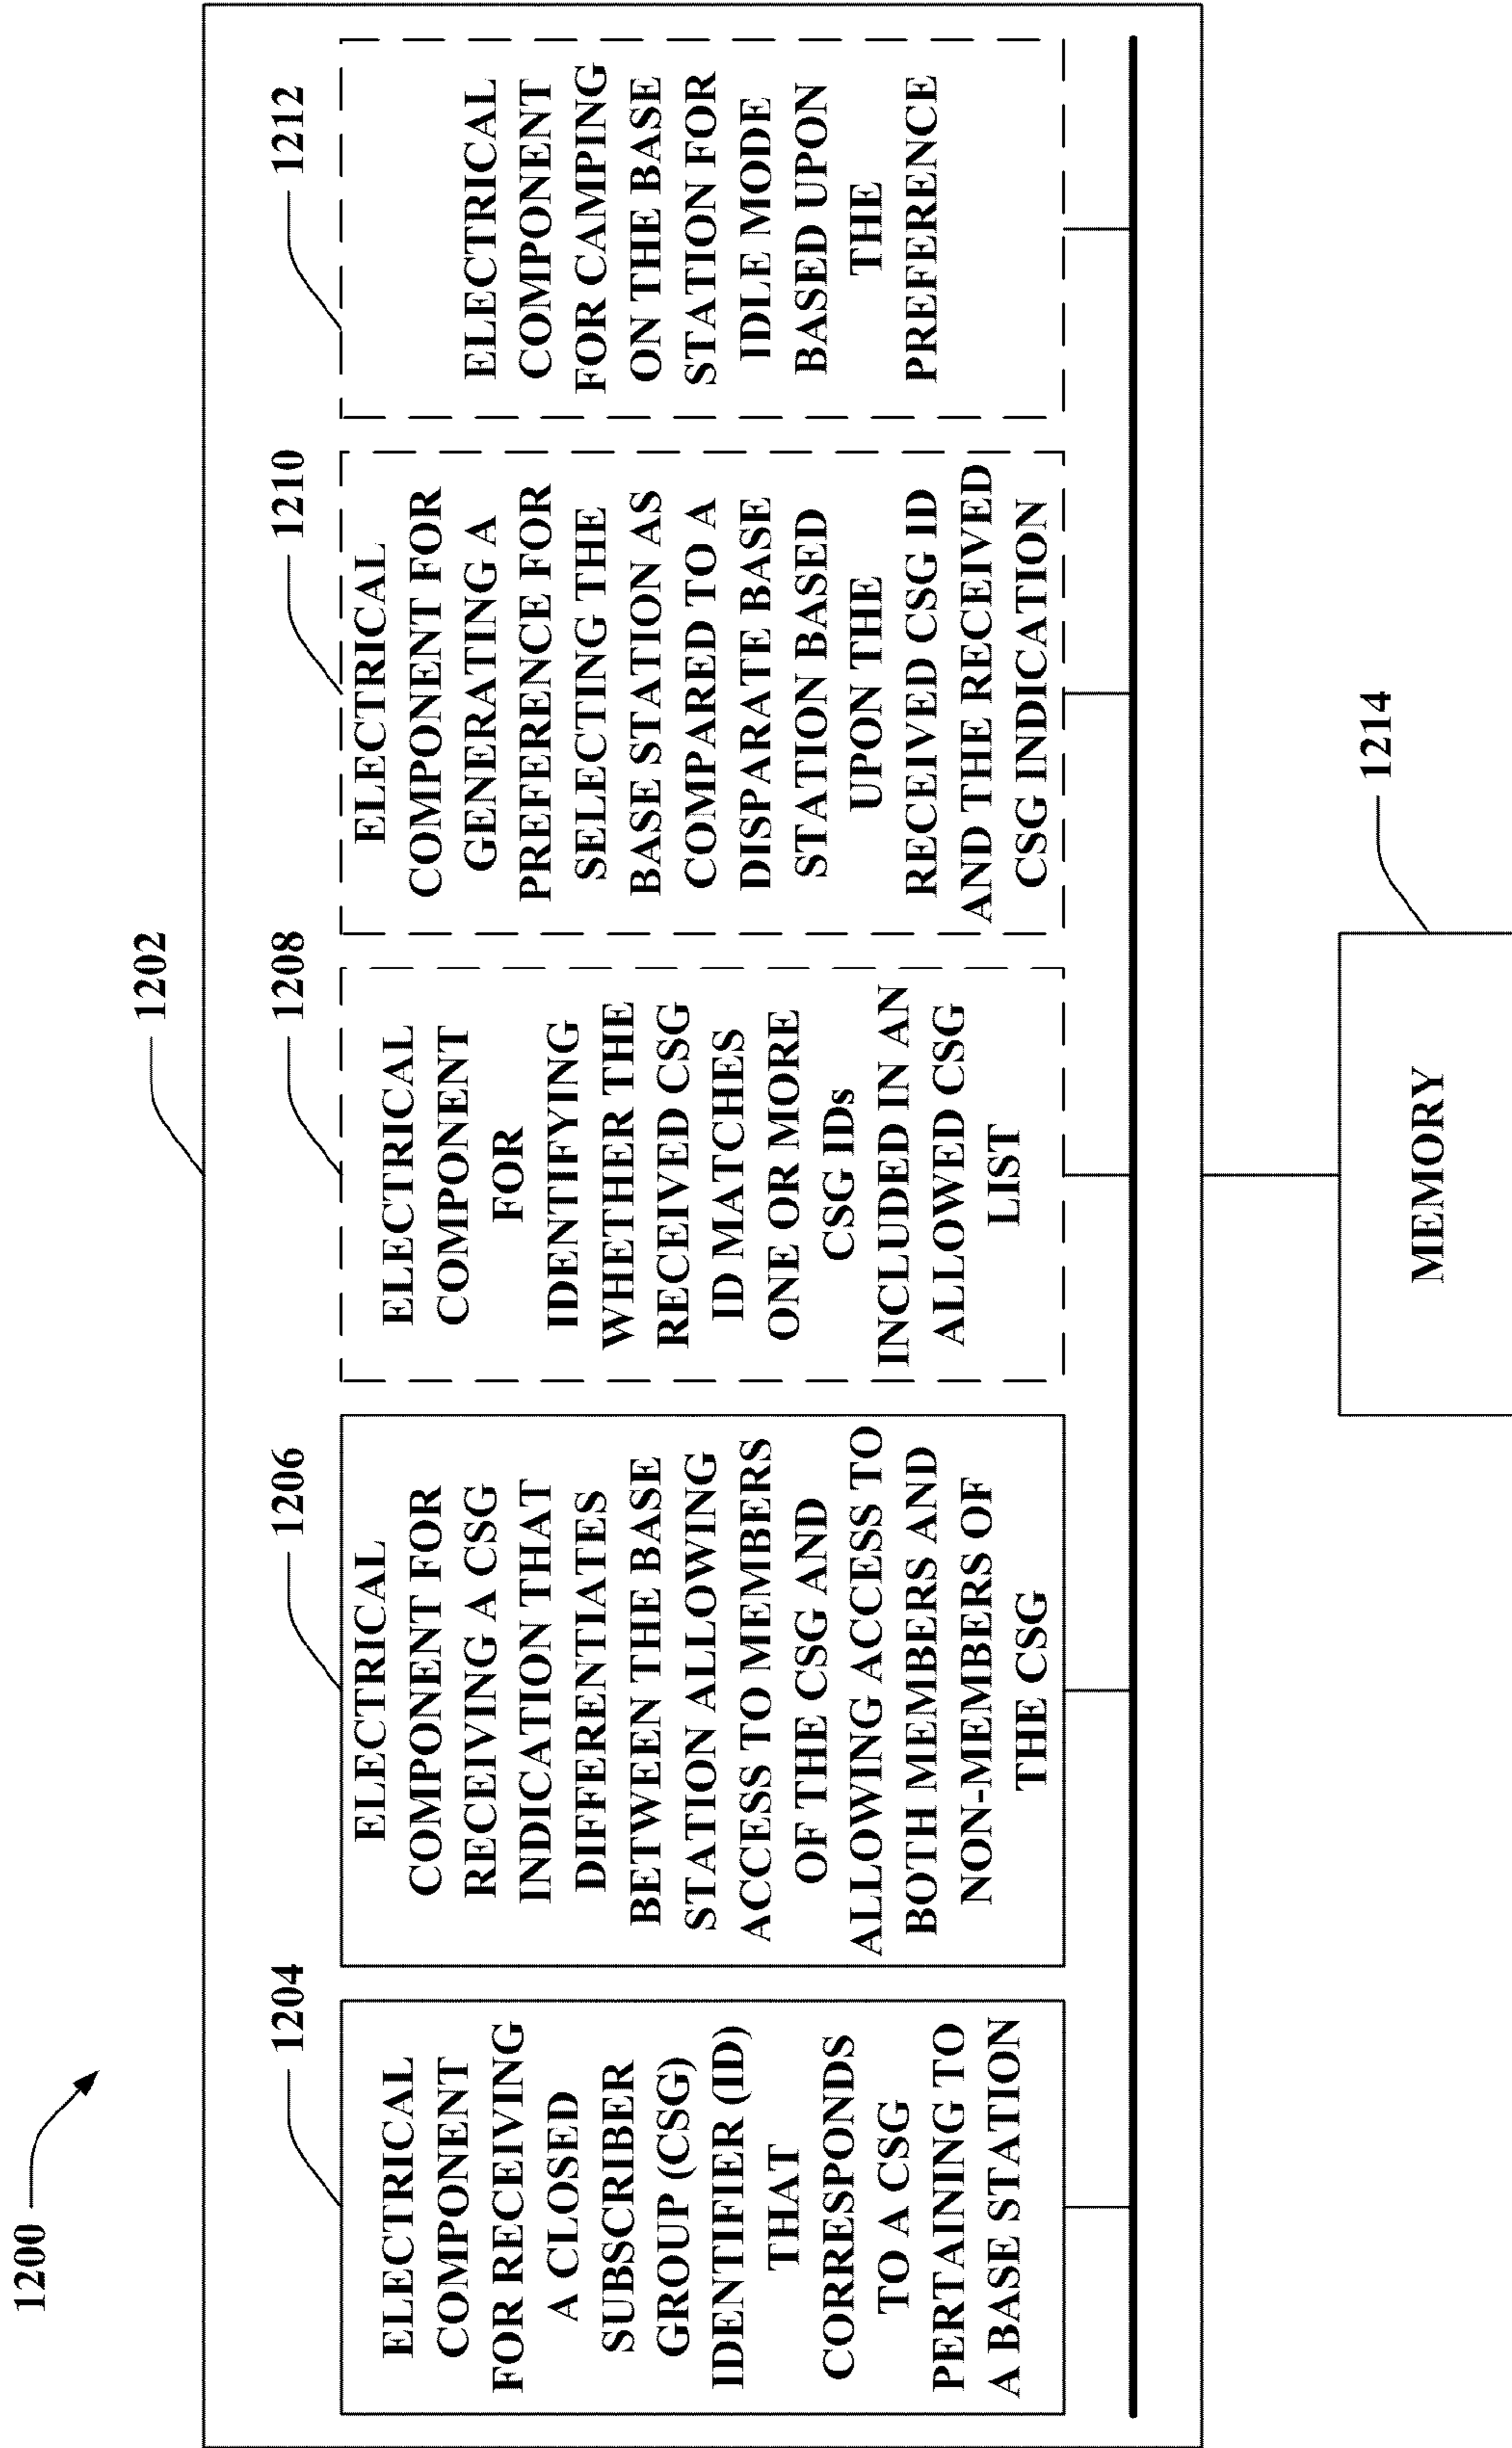 1200
1202
1204
ELECTRICAL
COMPONENT
FOR RECEIVING
A CLOSED
SUBSCRIBER
GROUP (CSG)
IDENTIFIER (ID)
THAT
CORRESPONDS
TO A CSG
PERTAINING TO
A BASE STATION
1206
ELECTRICAL
COMPONENT FOR
RECEIVING A CSG
INDICATION THAT
DIFFERENTIATES
BETWEEN THE BASE
STATION ALLOWING
ACCESS TO MEMBERS
OF THE CSG AND
ALLOWING ACCESS TO
BOTH MEMBERS AND
NON-MEMBERS OF
THE CSG
1208
ELECTRICAL
COMPONENT
FOR
IDENTIFYING
WHETHER THE
RECEIVED CSG
ID MATCHES
ONE OR MORE
CSG IDs
INCLUDED IN AN
ALLOWED CSG
LIST
1210
ELECTRICAL
COMPONENT FOR
GENERATING A
PREFERENCE FOR
SELECTING THE
BASE STATION AS
COMPARED TO A
DISPARATE BASE
STATION BASED
UPON THE
RECEIVED CSG ID
AND THE RECEIVED
CSG INDICATION
1212
ELECTRICAL
COMPONENT
FOR CAMPING
ON THE BASE
STATION FOR
IDLE MODE
BASED UPON
THE
PREFERENCE
1214
MEMORY